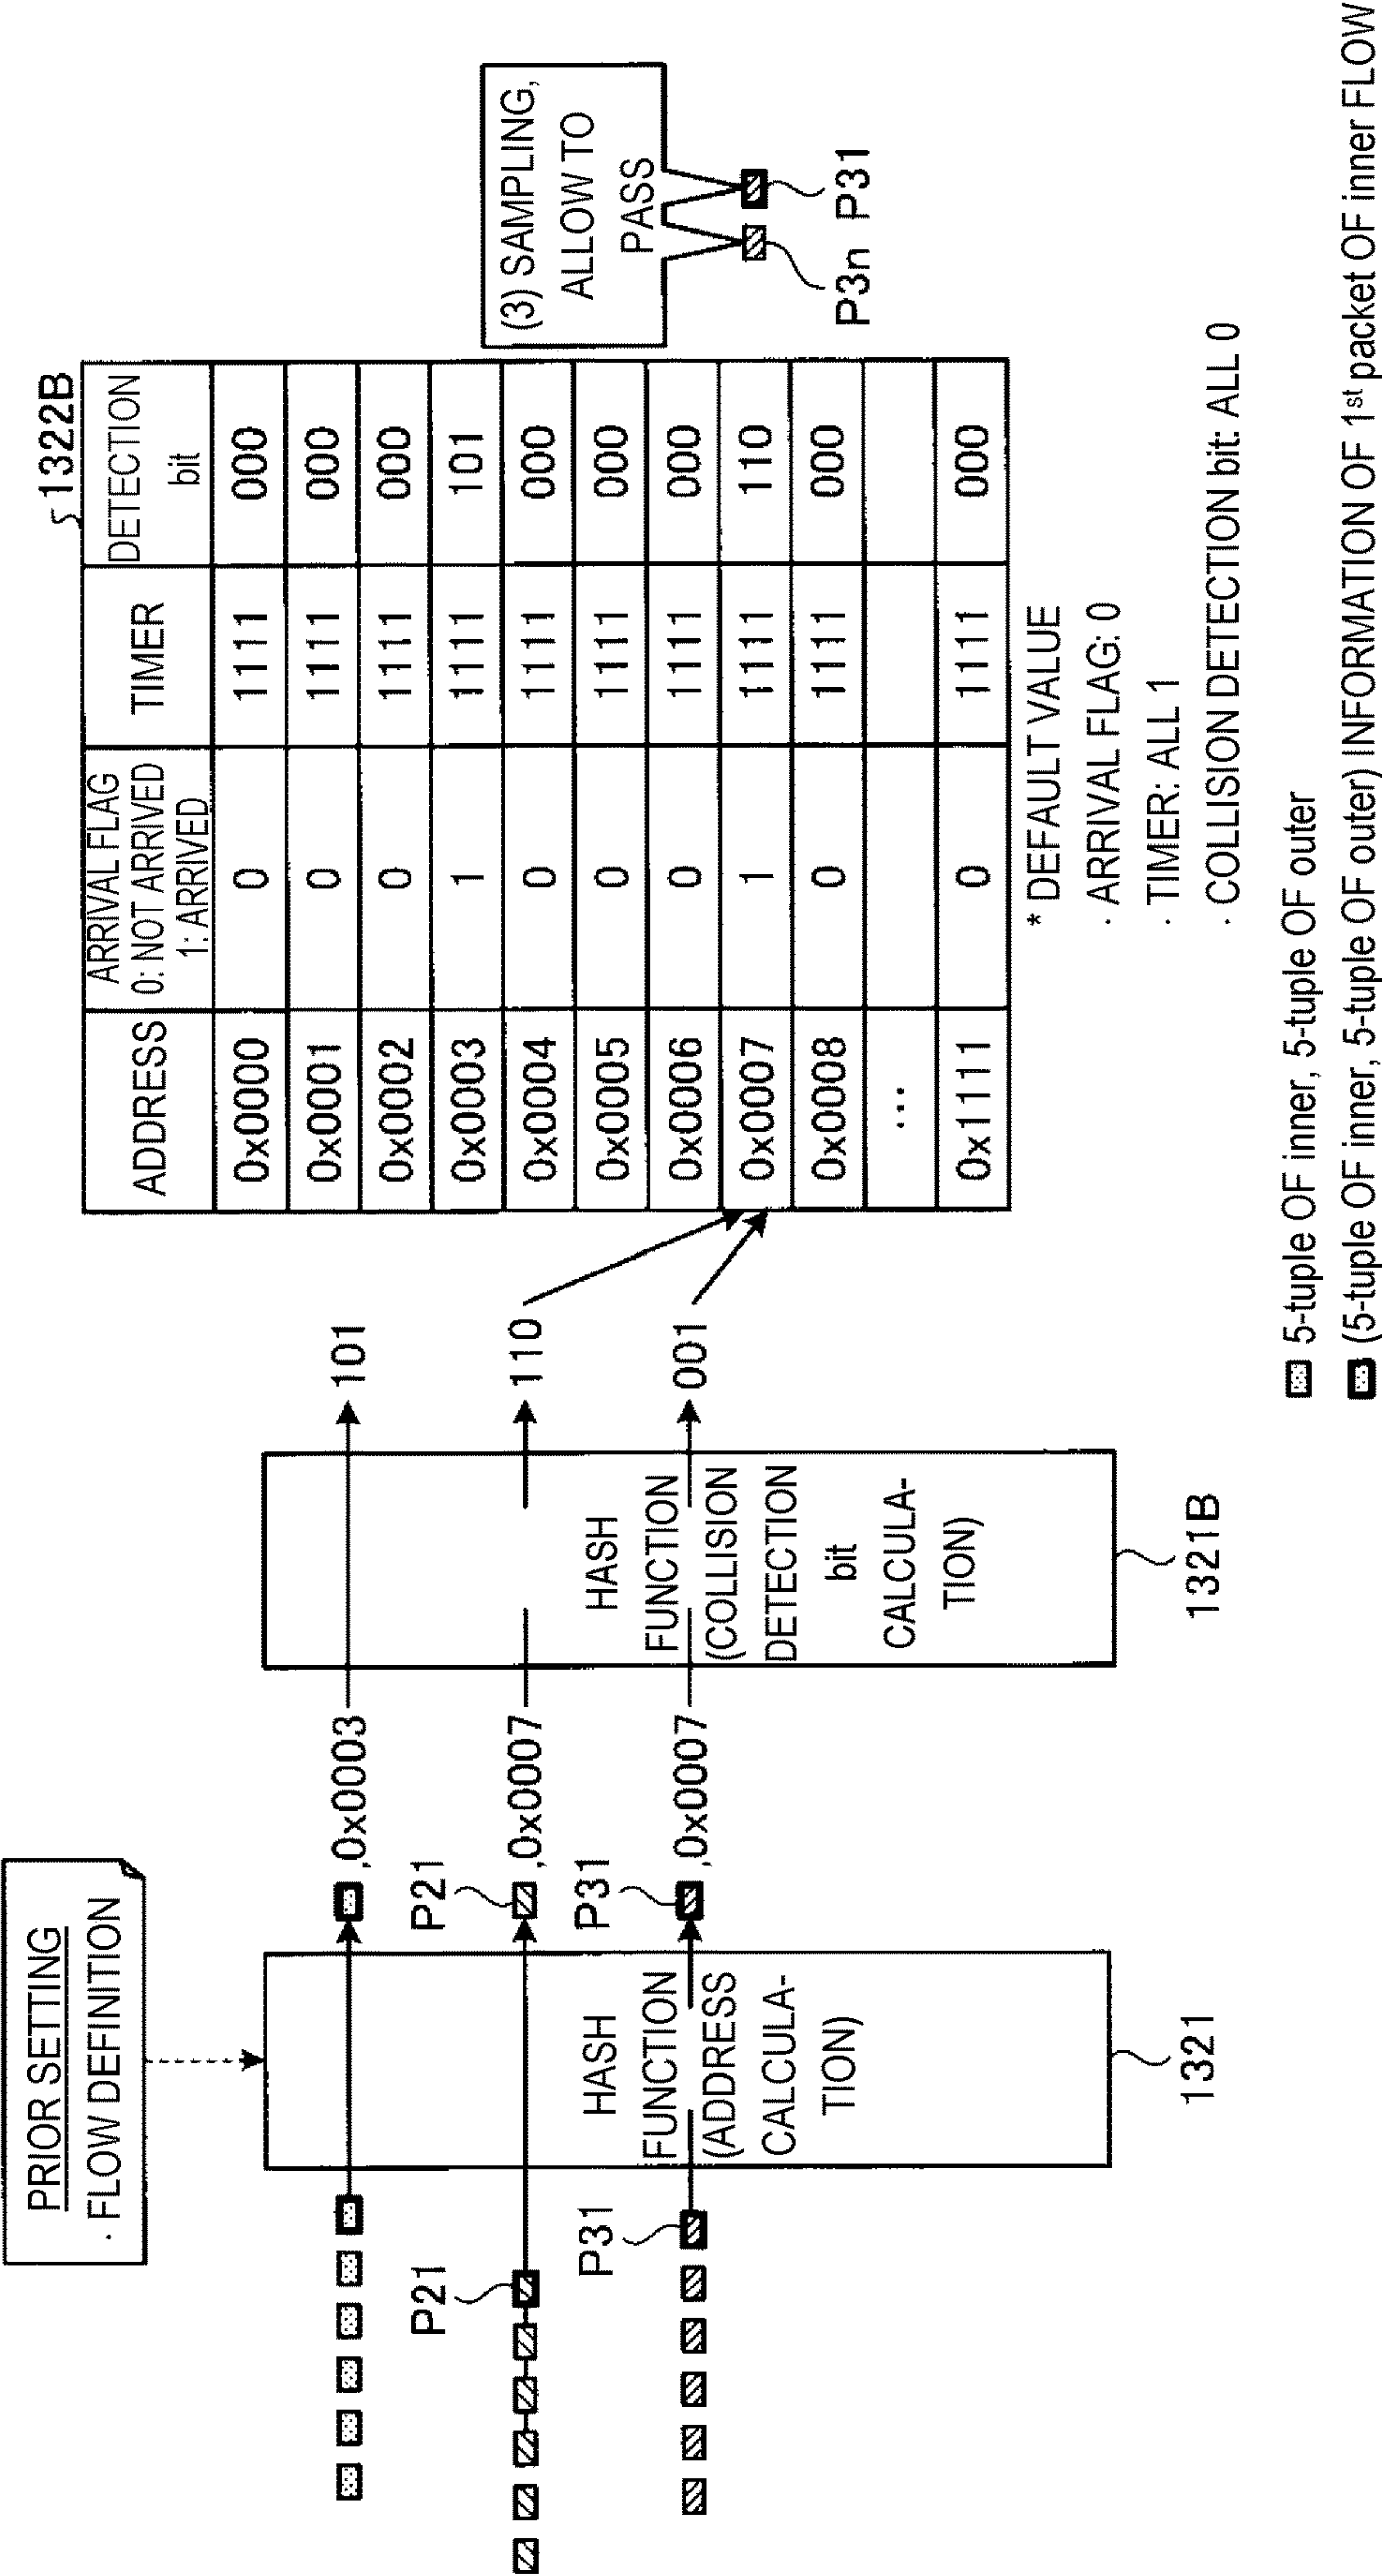 PRIOR SETTING
· FLOW DEFINITION
P21
P31
HASH
FUNCTION
(ADDRESS
CALCULA-
TION)
1321
,0x0003
P21
,0x0007
P31
,0x0007
HASH
FUNCTION
(COLLISION
DETECTION
bit
CALCULA-
TION)
1321B
101
110
001
1322B
ADDRESS ARRIVAL FLAG 0: NOT ARRIVED 1: ARRIVED TIMER DETECTION bit
0x0000 0 1111 000
0x0001 0 1111 000
0x0002 0 1111 000
0x0003 1 1111 101
0x0004 0 1111 000
0x0005 0 1111 000
0x0006 0 1111 000
0x0007 1 1111 110
0x0008 0 1111 000
...
0x1111 0 1111 000
* DEFAULT VALUE
· ARRIVAL FLAG: 0
· TIMER: ALL 1
· COLLISION DETECTION bit: ALL 0
(3) SAMPLING,
ALLOW TO
PASS
P3n P31
5-tuple OF inner, 5-tuple OF outer
(5-tuple OF inner, 5-tuple OF outer) INFORMATION OF 1st packet OF inner FLOW